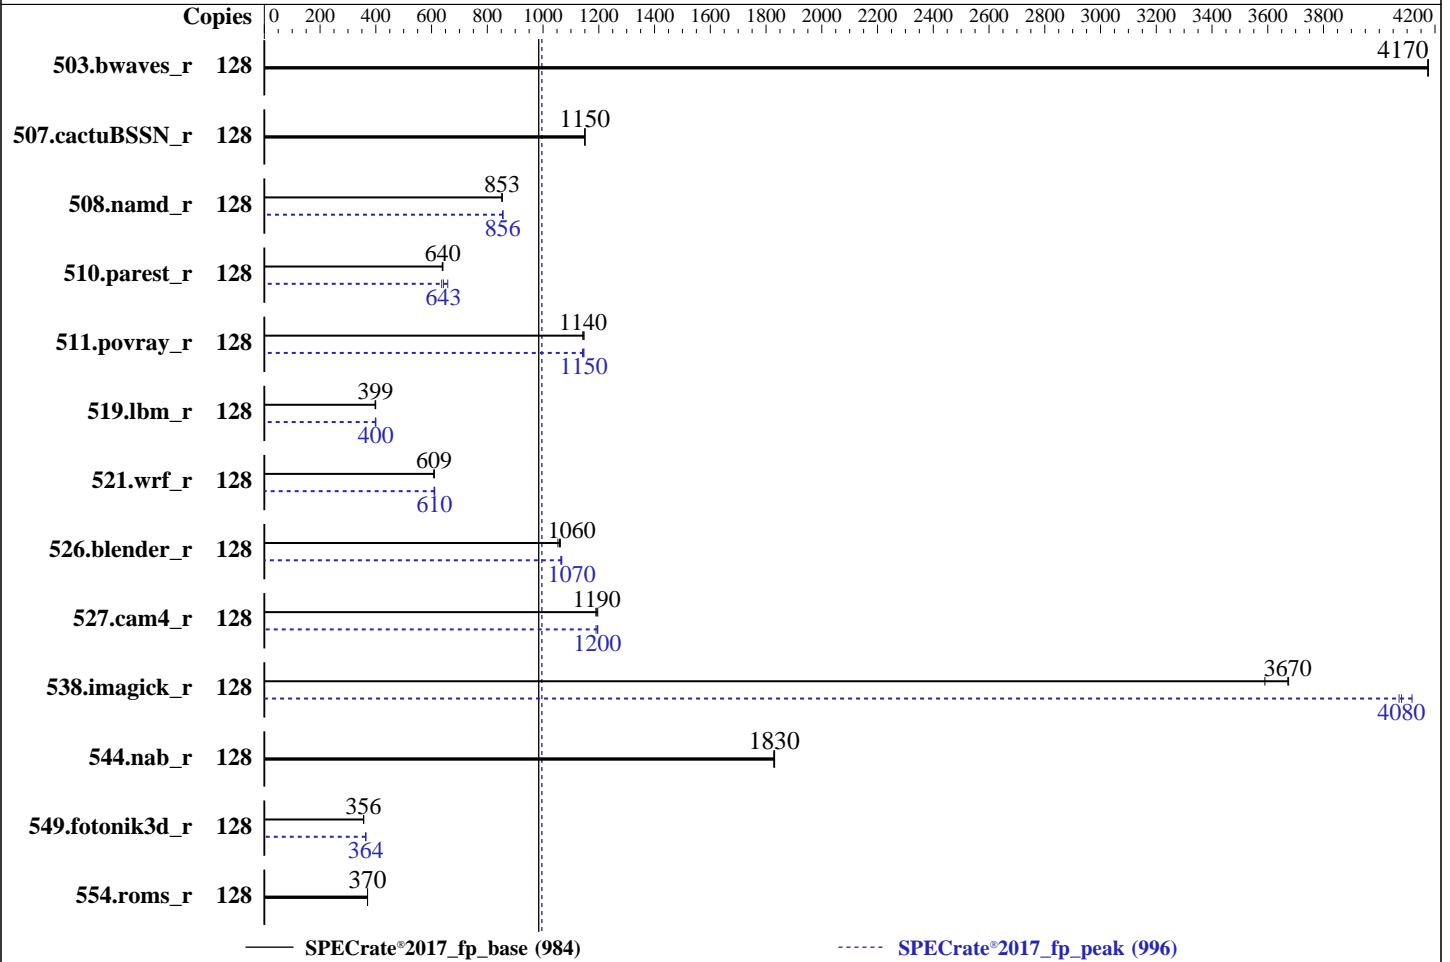 Copies 0 200 400 600 800 1000 1200 1400 1600 1800 2000 2200 2400 2600 2800 3000 3200 3400 3600 3800 4200
503.bwaves_r 128 4170
507.cactuBSSN_r 128 1150
508.namd_r 128 853
856
510.parest_r 128 640
643
511.povray_r 128 1140
1150
519.lbm_r 128 399
400
521.wrf_r 128 609
610
526.blender_r 128 1060
1070
527.cam4_r 128 1190
1200
538.imagick_r 128 3670
4080
544.nab_r 128 1830
549.fotonik3d_r 128 356
364
554.roms_r 128 370
SPECrate®2017_fp_base (984) SPECrate®2017_fp_peak (996)